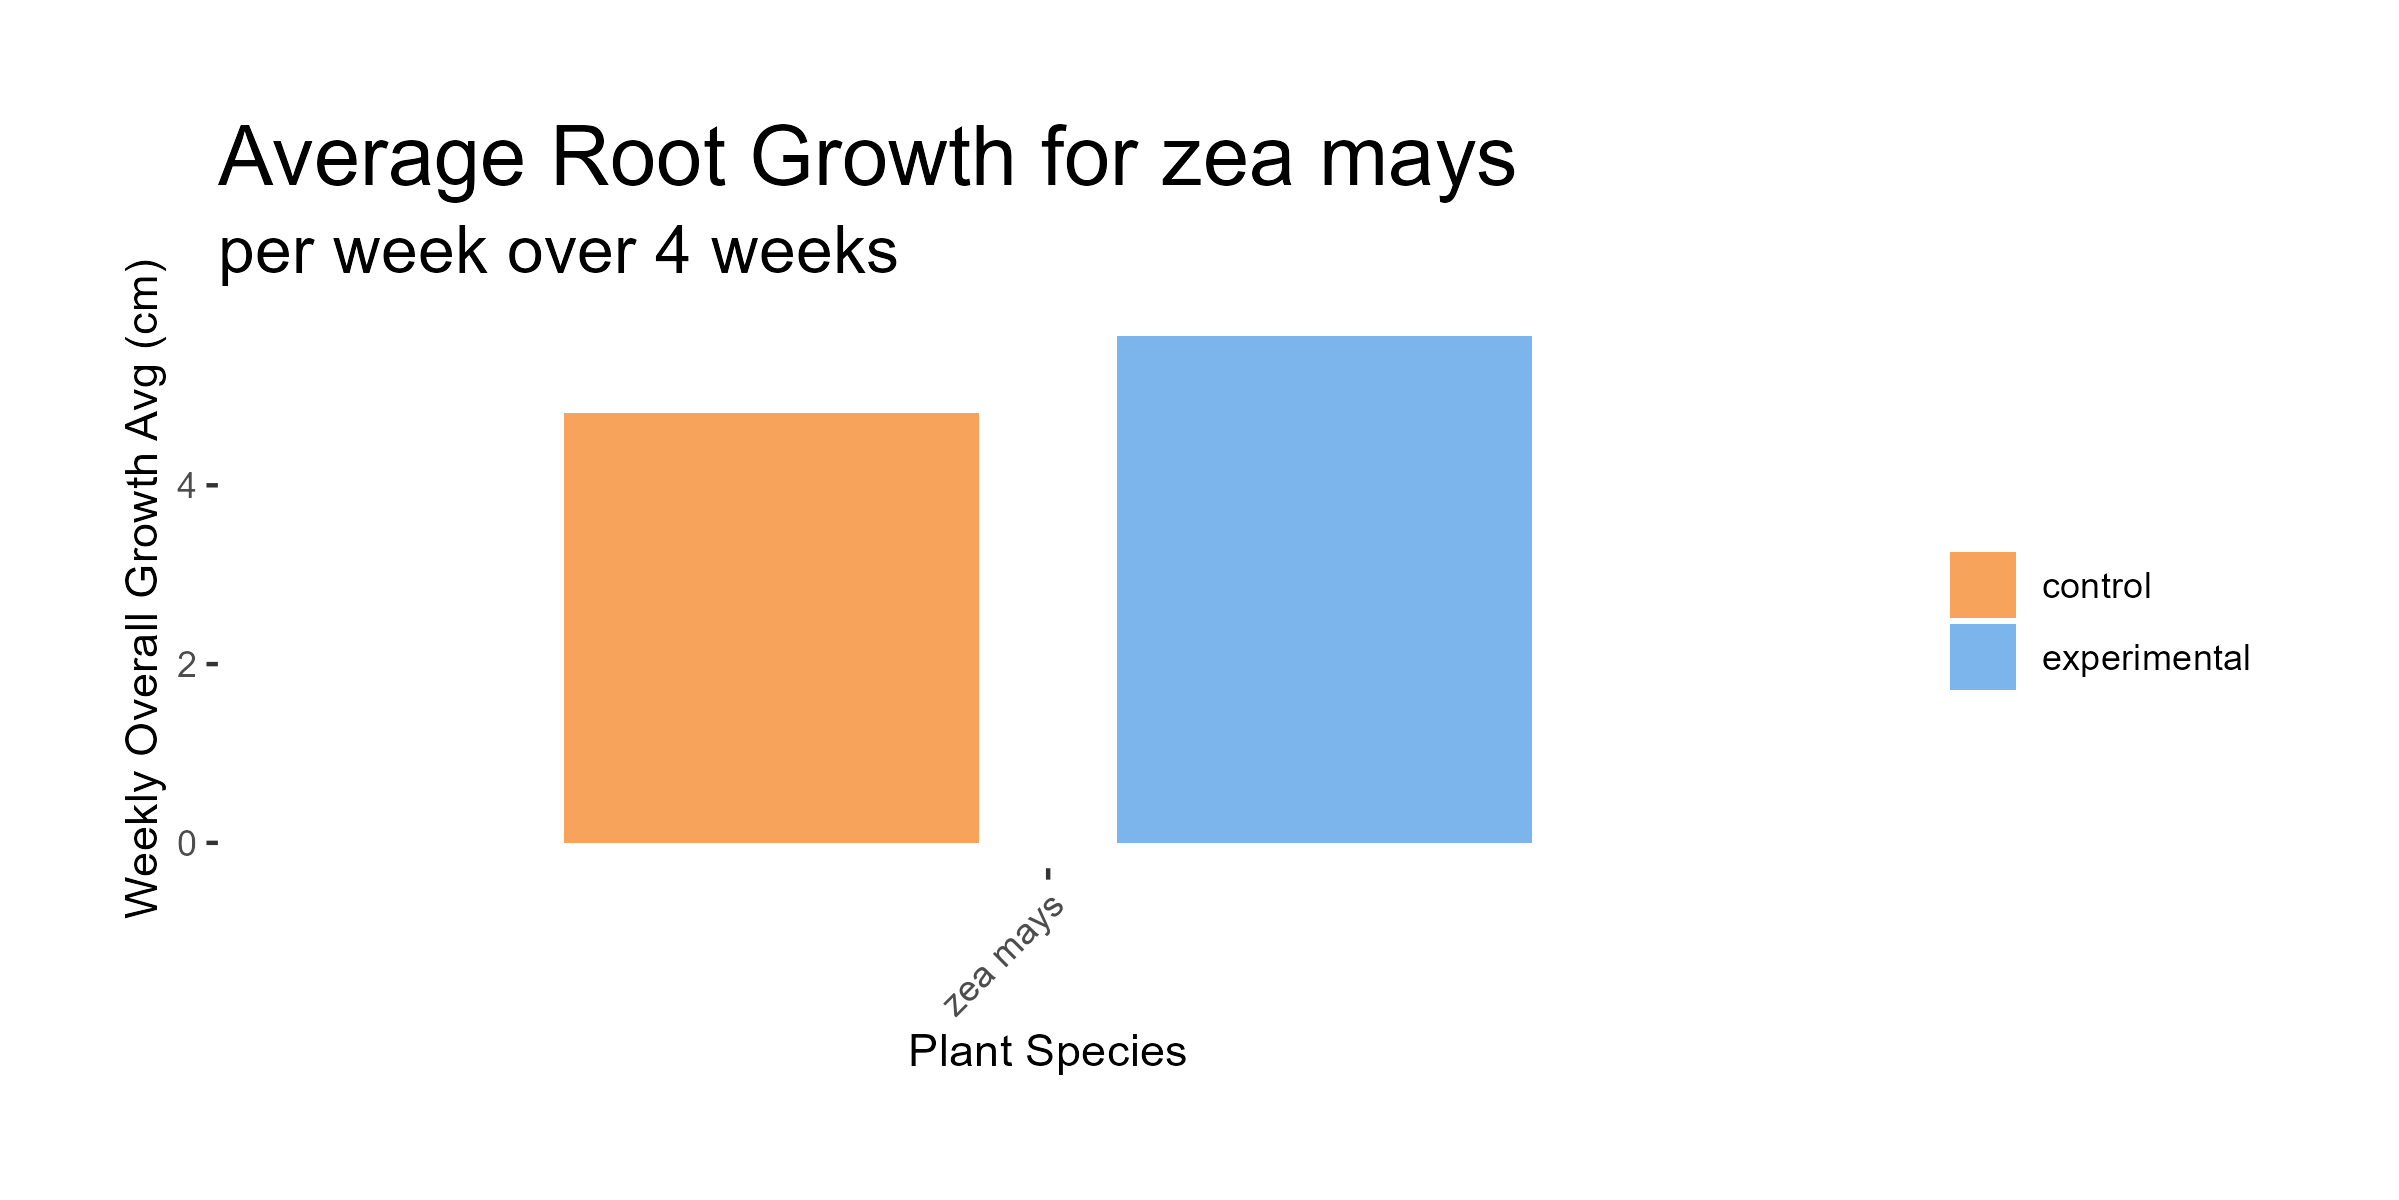 Average Root Growth for zea mays
per week over 4 weeks
Weekly Overall Growth Avg (cm)
4
2
0
zea mays
Plant Species
control
experimental